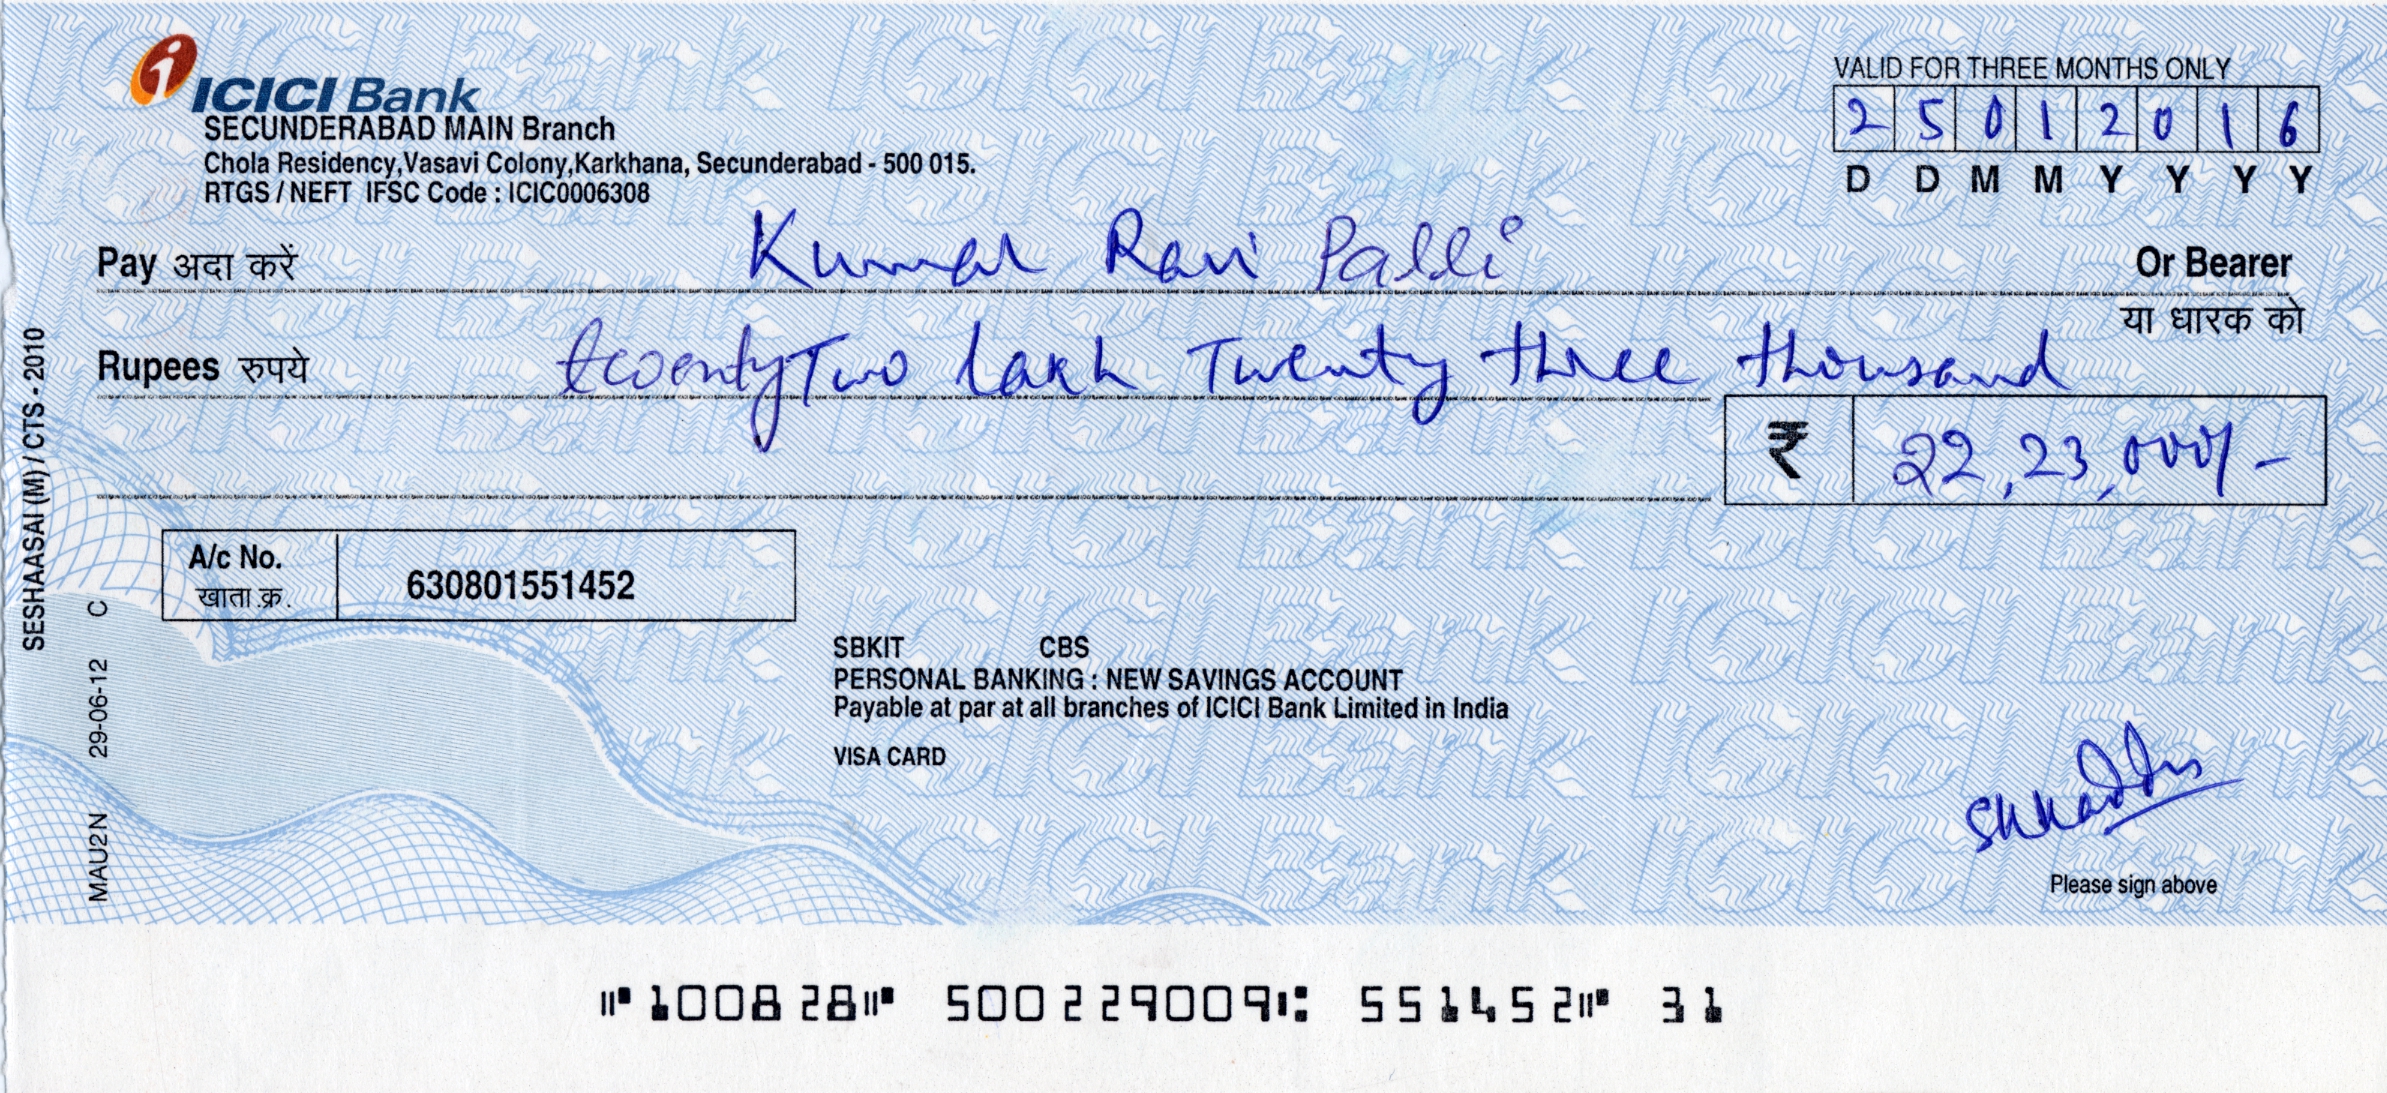 i ICICI Bank
SECUNDERABAD MAIN Branch
Chola Residency,Vasavi Colony,Karkhana, Secunderabad - 500 015.
RTGS / NEFT IFSC Code : ICIC0006308
VALID FOR THREE MONTHS ONLY
2 5 0 1 2 0 1 6
D D M M Y Y Y Y
Pay अदा करें Kumar Ravi Palli Or Bearer
या धारक को
Rupees रुपये twenty Two lakh Twenty three thousand
₹ 22,23,000/-
A/c No. 630801551452
खाता.क्र.
SBKIT CBS
PERSONAL BANKING : NEW SAVINGS ACCOUNT
Payable at par at all branches of ICICI Bank Limited in India
VISA CARD
Please sign above
SESHAASAI (M) / CTS - 2010
MAU2N 29-06-12 C
⑈100828⑈ 500229009⑆ 551452⑈ 31